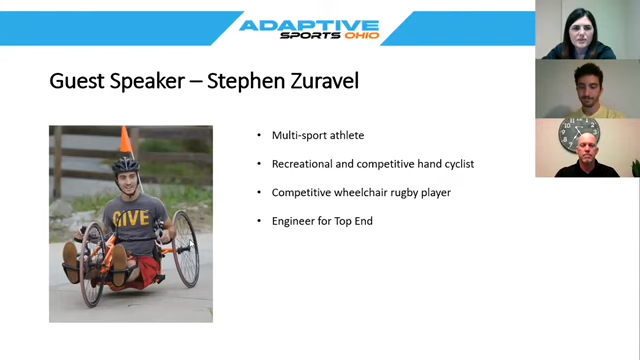 ADAPTIVE
SPORTS OHIO
Guest Speaker – Stephen Zuravel
• Multi-sport athlete
• Recreational and competitive hand cyclist
• Competitive wheelchair rugby player
• Engineer for Top End
GIVE